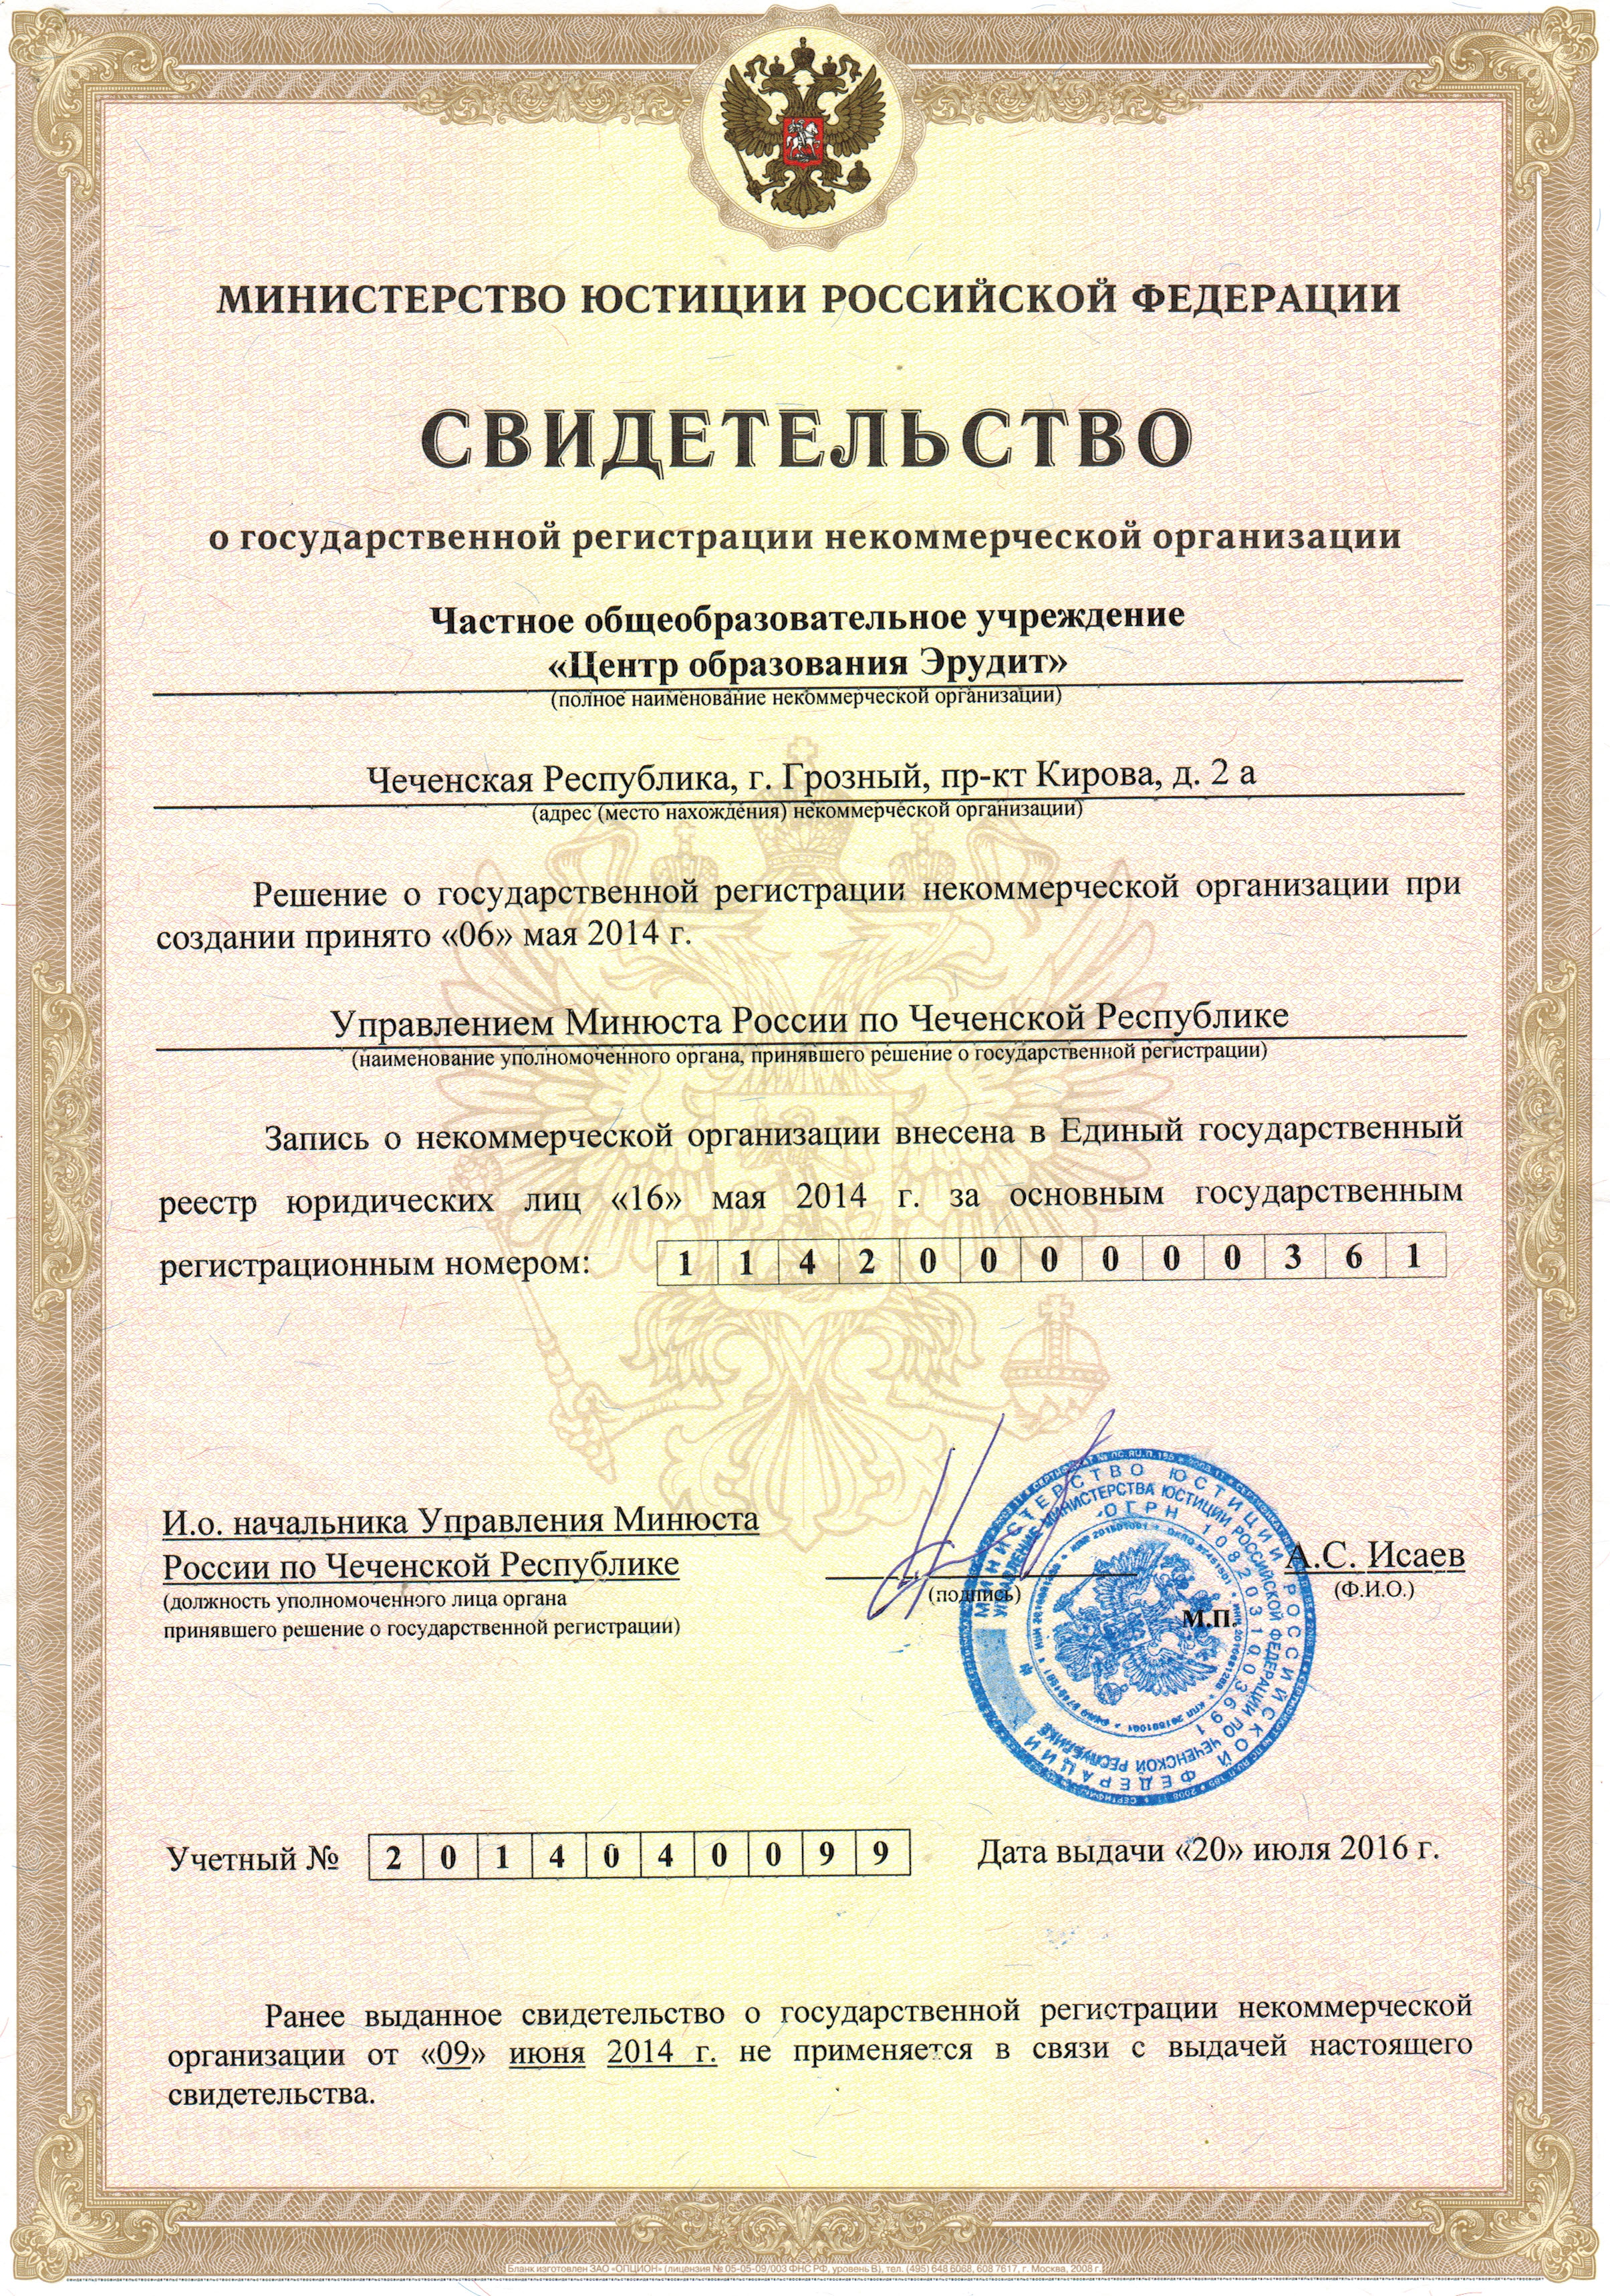 МИНИСТЕРСТВО ЮСТИЦИИ РОССИЙСКОЙ ФЕДЕРАЦИИ
СВИДЕТЕЛЬСТВО
о государственной регистрации некоммерческой организации
Частное общеобразовательное учреждение
«Центр образования Эрудит»
(полное наименование некоммерческой организации)
Чеченская Республика, г. Грозный, пр-кт Кирова, д. 2 а
(адрес (место нахождения) некоммерческой организации)
Решение о государственной регистрации некоммерческой организации при
создании принято «06» мая 2014 г.
Управлением Минюста России по Чеченской Республике
(наименование уполномоченного органа, принявшего решение о государственной регистрации)
Запись о некоммерческой организации внесена в Единый государственный
реестр юридических лиц «16» мая 2014 г. за основным государственным
регистрационным номером: 1 1 4 2 0 0 0 0 0 0 3 6 1
И.о. начальника Управления Минюста
России по Чеченской Республике
(должность уполномоченного лица органа
принявшего решение о государственной регистрации)
(подпись)
А.С. Исаев
(Ф.И.О.)
М.П.
МИНИСТЕРСТВО ЮСТИЦИИ РОССИЙСКОЙ ФЕДЕРАЦИИ
УПРАВЛЕНИЕ МИНИСТЕРСТВА ЮСТИЦИИ РОССИЙСКОЙ ФЕДЕРАЦИИ ПО ЧЕЧЕНСКОЙ РЕСПУБЛИКЕ
Учетный № 2 0 1 4 0 4 0 0 9 9 Дата выдачи «20» июля 2016 г.
Ранее выданное свидетельство о государственной регистрации некоммерческой
организации от «09» июня 2014 г. не применяется в связи с выдачей настоящего
свидетельства.
Бланк изготовлен ЗАО «ОПЦИОН» (лицензия № 05-05-09/003 ФНС РФ, уровень В), тел. (495) 648 6068, 608 7617, г. Москва, 2008 г.